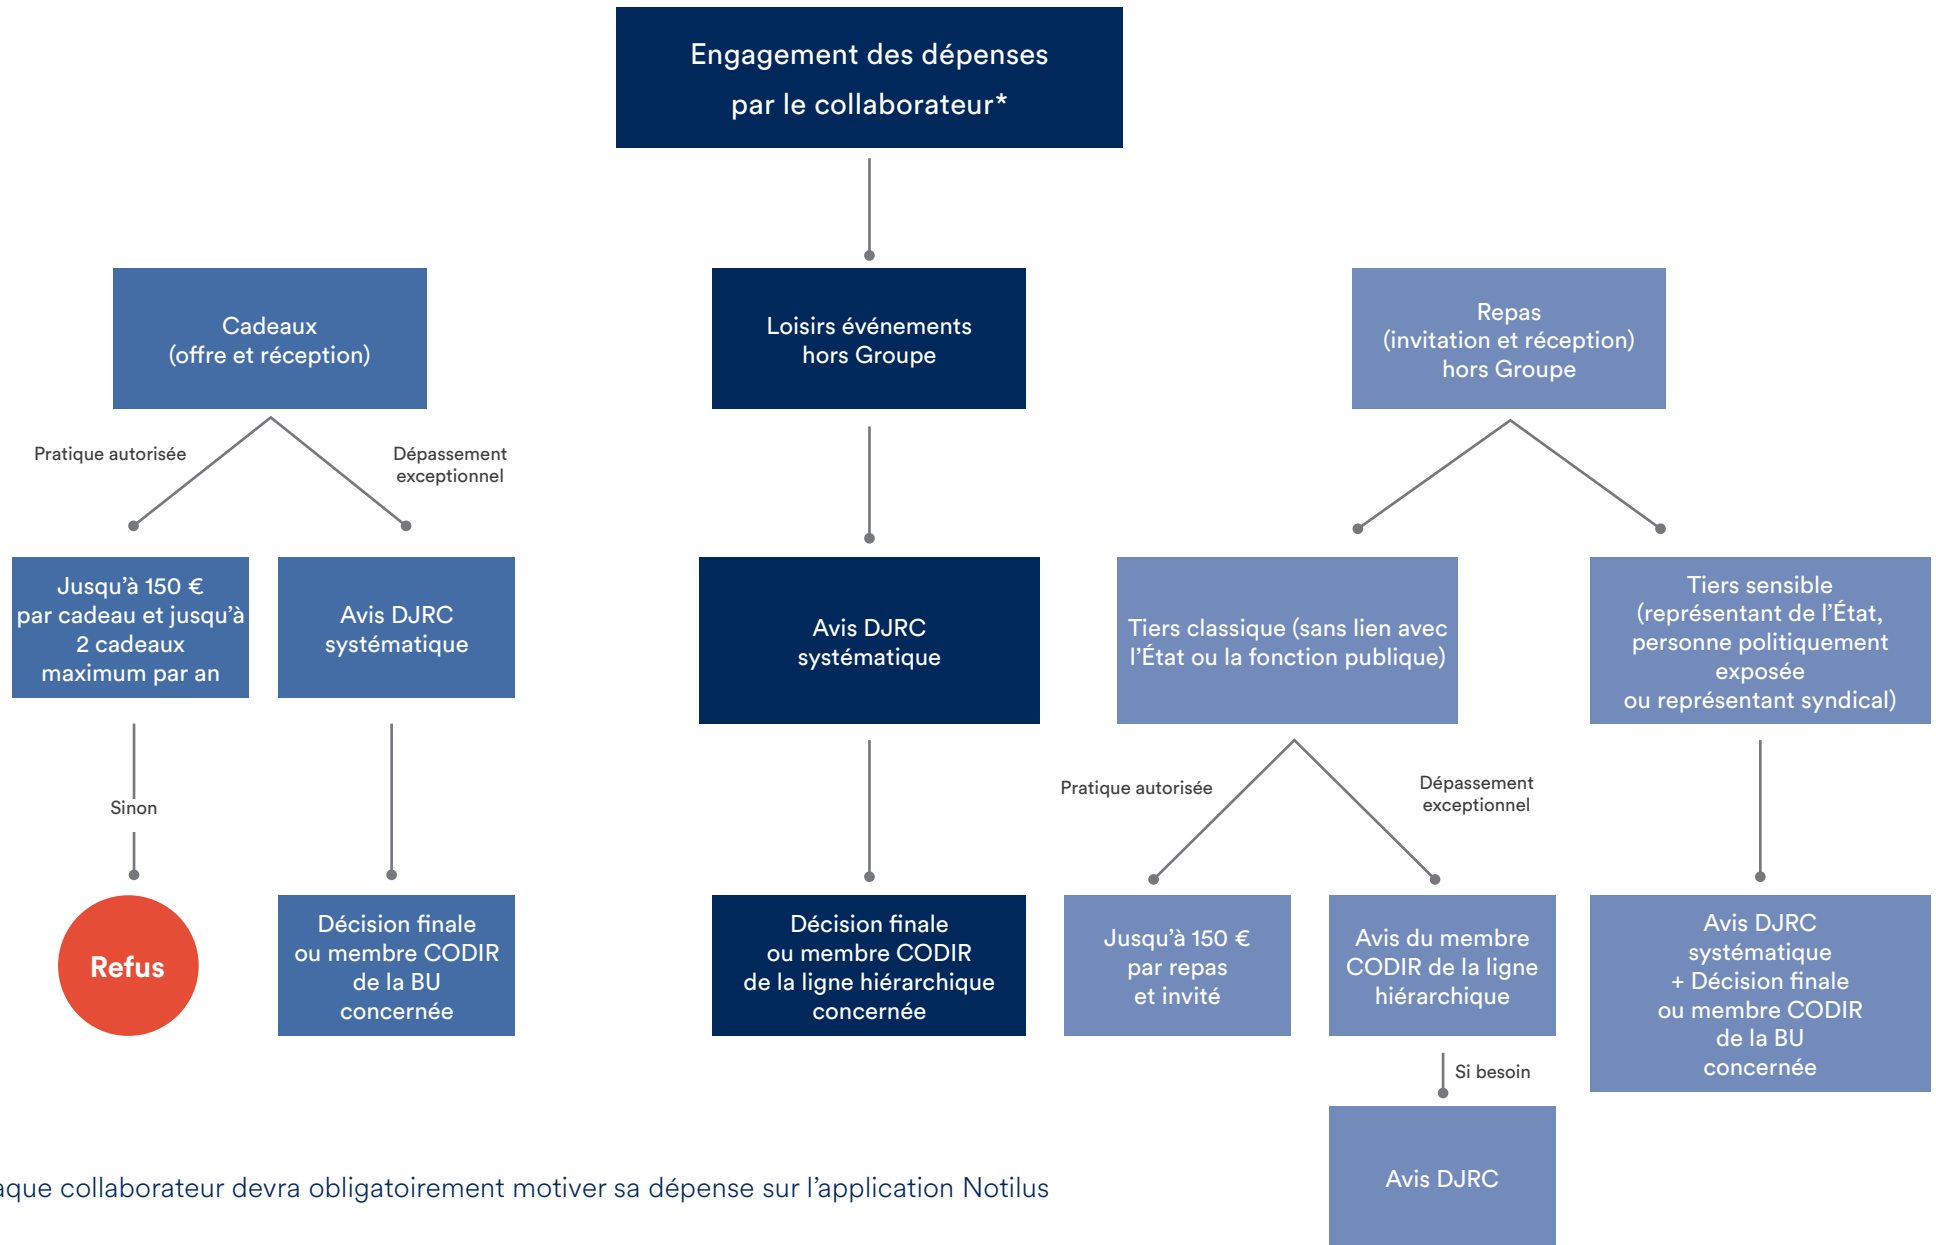 Engagement des dépenses
par le collaborateur*
Cadeaux
(offre et réception)
Loisirs événements
hors Groupe
Repas
(invitation et réception)
hors Groupe
Pratique autorisée
Dépassement
exceptionnel
Jusqu’à 150 €
par cadeau et jusqu’à
2 cadeaux
maximum par an
Avis DJRC
systématique
Avis DJRC
systématique
Tiers classique (sans lien avec
l’État ou la fonction publique)
Tiers sensible
(représentant de l’État,
personne politiquement
exposée
ou représentant syndical)
Sinon
Pratique autorisée
Dépassement
exceptionnel
Refus
Décision finale
ou membre CODIR
de la BU
concernée
Décision finale
ou membre CODIR
de la ligne hiérarchique
concernée
Jusqu’à 150 €
par repas
et invité
Avis du membre
CODIR de la ligne
hiérarchique
Avis DJRC
systématique
+ Décision finale
ou membre CODIR
de la BU
concernée
Si besoin
Avis DJRC
collaborateur devra obligatoirement motiver sa dépense sur l’application Notilus